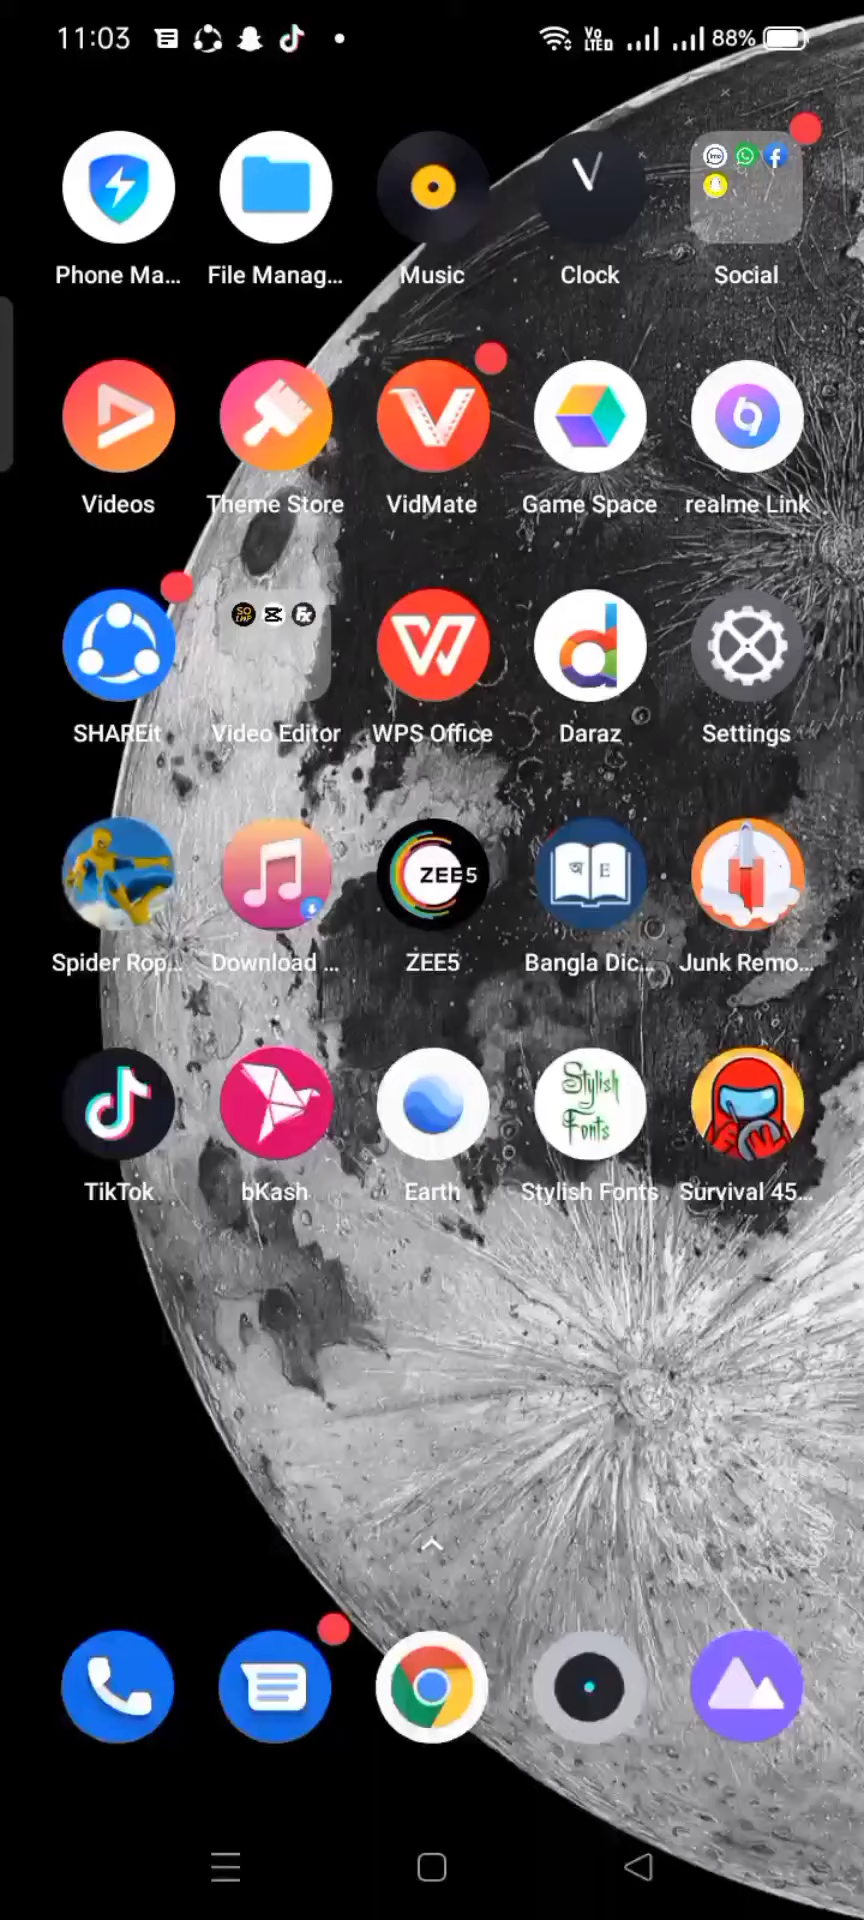 11:03 Vo LTED 88%
Phone Ma... File Manag... Music Clock Social
Videos Theme Store VidMate Game Space realme Link
SHAREit Video Editor WPS Office Daraz Settings
ZEE5
অ E
Spider Rop... Download ... ZEE5 Bangla Dic... Junk Remo...
Stylish
Fonts
TikTok bKash Earth Stylish Fonts Survival 45...